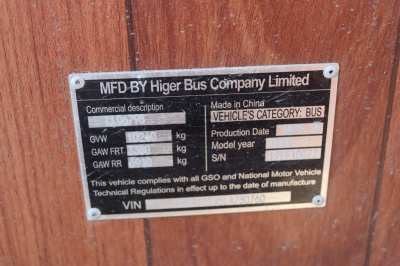 MFD BY Higer Bus Company Limited
Commercial description
Made in China
VEHICLE'S CATEGORY: BUS
GVW kg
Production Date
GAW FRT kg
Model year
GAW RR kg
S/N
This vehicle complies with all GSO and National Motor Vehicle
Technical Regulations in effect up to the date of manufacture
VIN